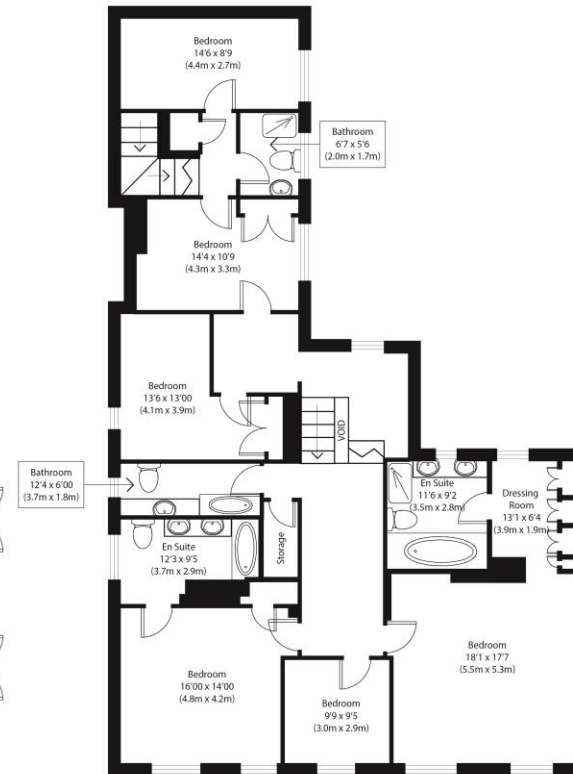 Bedroom
14'6 x 8'9
(4.4m x 2.7m)
Bathroom
6'7 x 5'6
(2.0m x 1.7m)
Bedroom
14'4 x 10'9
(4.3m x 3.3m)
Bedroom
13'6 x 13'00
(4.1m x 3.9m)
VOID
Bathroom
12'4 x 6'00
(3.7m x 1.8m)
En Suite
11'6 x 9'2
(3.5m x 2.8m)
Dressing
Room
13'1 x 6'4
(3.9m x 1.9m)
En Suite
12'3 x 9'5
(3.7m x 2.9m)
Storage
Bedroom
18'1 x 17'7
(5.5m x 5.3m)
Bedroom
16'00 x 14'00
(4.8m x 4.2m)
Bedroom
9'9 x 9'5
(3.0m x 2.9m)